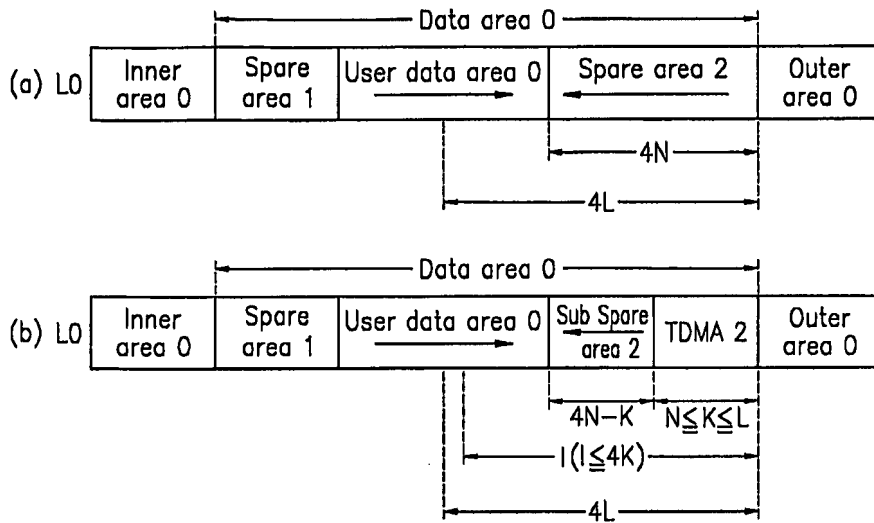 Data area 0
(a) L0
Inner area 0
Spare area 1
User data area 0
Spare area 2
Outer area 0
4N
4L
Data area 0
(b) L0
Inner area 0
Spare area 1
User data area 0
Sub Spare area 2
TDMA 2
Outer area 0
4N-K
N≦K≦L
I(I≦4K)
4L